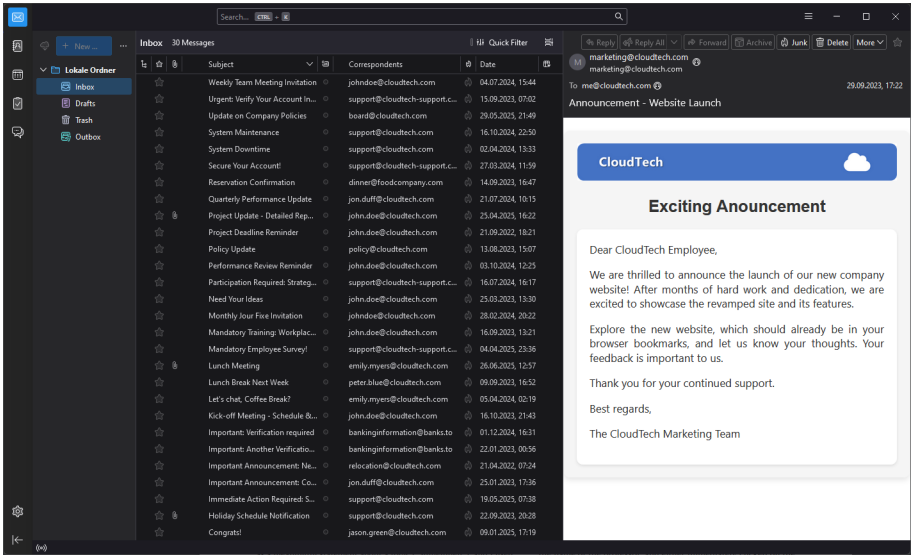 Search... CTRL + K
+ New ...
Inbox 30 Messages Quick Filter
Reply Reply All Forward Archive Junk Delete More
Lokale Ordner
Inbox
Drafts
Trash
Outbox
Subject Correspondents Date
Weekly Team Meeting Invitation johndoe@cloudtech.com 04.07.2024, 15:44
Urgent: Verify Your Account In... support@cloudtech-support.c... 15.09.2023, 07:02
Update on Company Policies board@cloudtech.com 29.05.2025, 21:49
System Maintenance support@cloudtech.com 16.10.2024, 22:50
System Downtime support@cloudtech.com 02.04.2024, 13:33
Secure Your Account! support@cloudtech-support.c... 27.03.2024, 11:59
Reservation Confirmation dinner@foodcompany.com 14.09.2023, 16:47
Quarterly Performance Update jon.duff@cloudtech.com 21.07.2024, 10:15
Project Update - Detailed Rep... john.doe@cloudtech.com 25.04.2025, 16:22
Project Deadline Reminder john.doe@cloudtech.com 21.09.2022, 18:21
Policy Update policy@cloudtech.com 13.08.2023, 15:07
Performance Review Reminder john.doe@cloudtech.com 03.10.2024, 12:25
Participation Required: Strateg... support@cloudtech-support.c... 16.07.2024, 16:17
Need Your Ideas john.doe@cloudtech.com 25.03.2023, 13:30
Monthly Jour Fixe Invitation johndoe@cloudtech.com 28.02.2024, 20:22
Mandatory Training: Workplac... john.doe@cloudtech.com 16.09.2023, 13:21
Mandatory Employee Survey! support@cloudtech-support.c... 04.04.2025, 23:36
Lunch Meeting emily.myers@cloudtech.com 26.06.2025, 12:57
Lunch Break Next Week peter.blue@cloudtech.com 09.09.2023, 16:52
Let's chat, Coffee Break? emily.myers@cloudtech.com 05.04.2024, 02:19
Kick-off Meeting - Schedule &... john.doe@cloudtech.com 16.10.2023, 21:43
Important: Verification required bankinginformation@banks.to 01.12.2024, 16:31
Important: Another Verificatio... bankinginformation@banks.to 22.01.2023, 00:56
Important Announcement: Ne... relocation@cloudtech.com 21.04.2022, 07:24
Important Announcement: Co... jon.duff@cloudtech.com 25.01.2023, 17:36
Immediate Action Required: S... support@cloudtech.com 19.05.2025, 07:38
Holiday Schedule Notification support@cloudtech.com 22.09.2023, 20:28
Congrats! jason.green@cloudtech.com 09.01.2025, 17:19
M
marketing@cloudtech.com
marketing@cloudtech.com
To me@cloudtech.com 29.09.2023, 17:22
Announcement - Website Launch
CloudTech
Exciting Anouncement
Dear CloudTech Employee,
We are thrilled to announce the launch of our new company
website! After months of hard work and dedication, we are
excited to showcase the revamped site and its features.
Explore the new website, which should already be in your
browser bookmarks, and let us know your thoughts. Your
feedback is important to us.
Thank you for your continued support.
Best regards,
The CloudTech Marketing Team